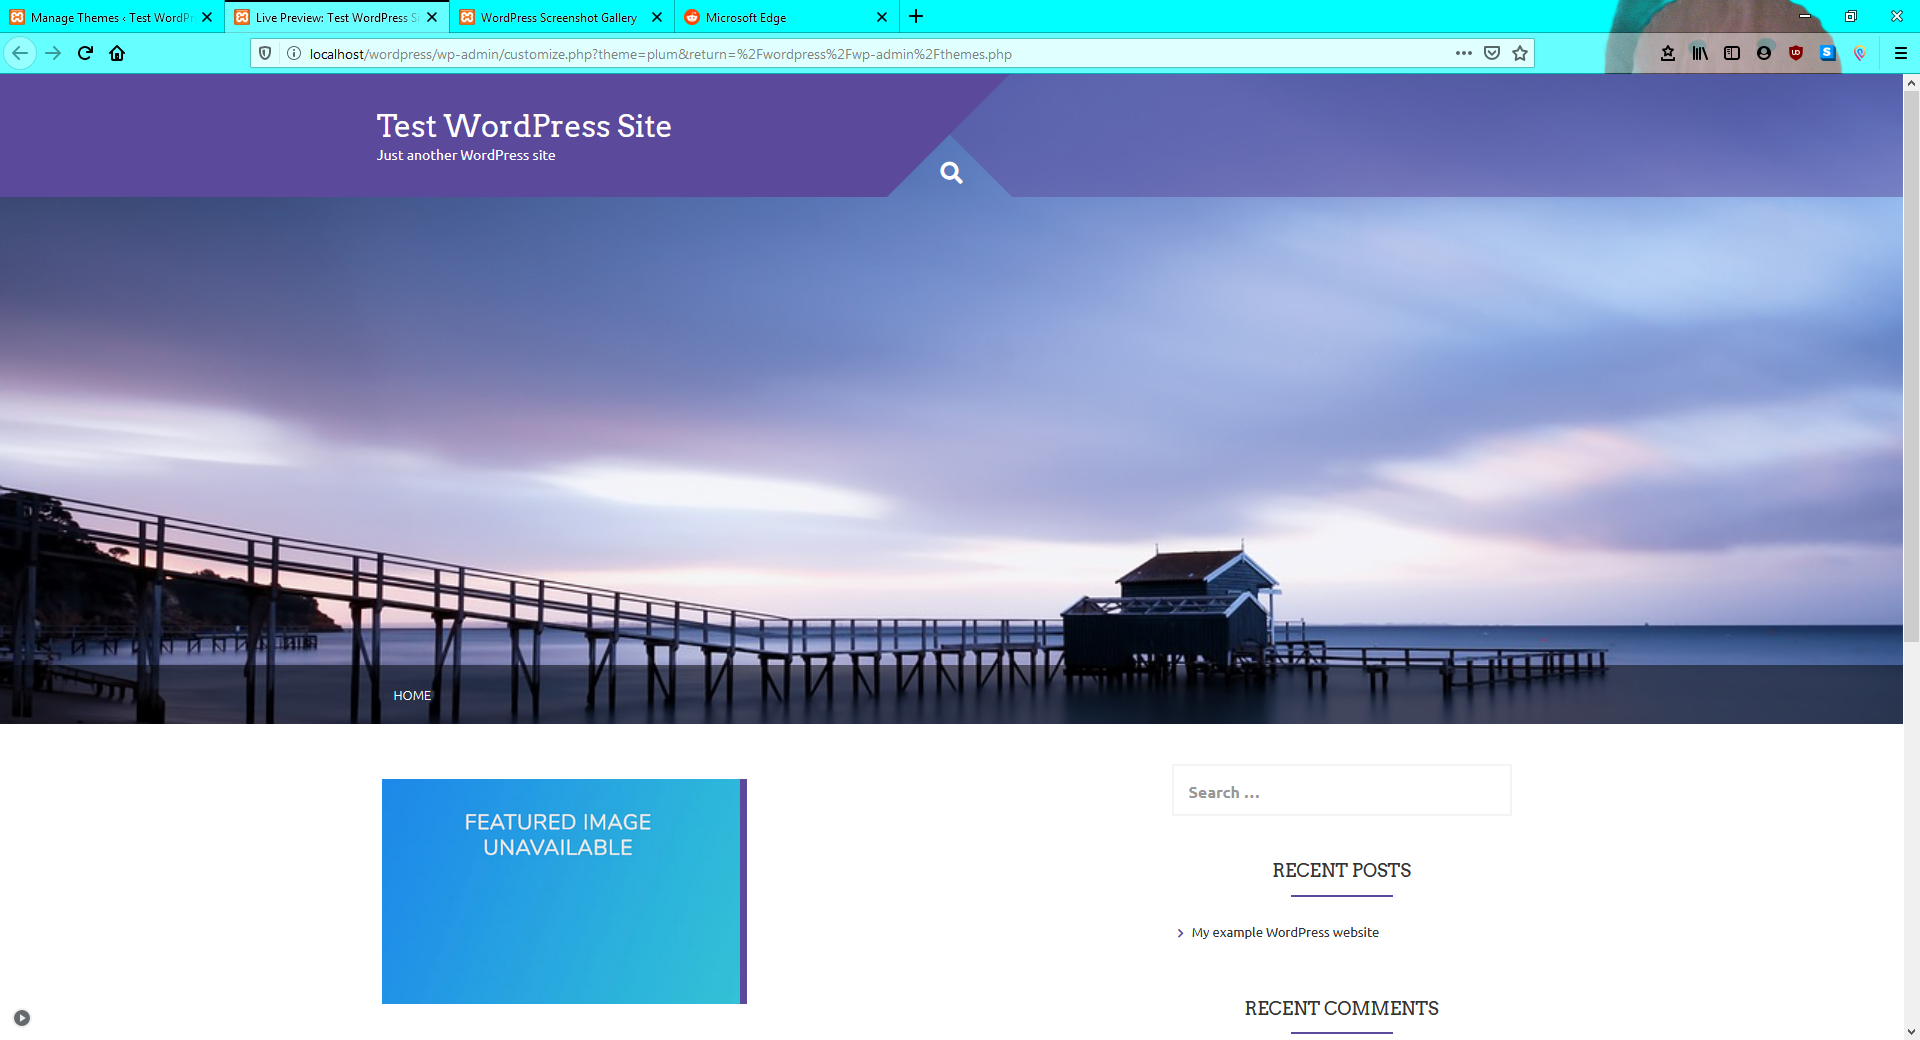 Manage Themes ‹ Test WordPr
Live Preview: Test WordPress Si
WordPress Screenshot Gallery
Microsoft Edge
localhost/wordpress/wp-admin/customize.php?theme=plum&return=%2Fwordpress%2Fwp-admin%2Fthemes.php
Test WordPress Site
Just another WordPress site
HOME
FEATURED IMAGE
UNAVAILABLE
Search …
RECENT POSTS
My example WordPress website
RECENT COMMENTS